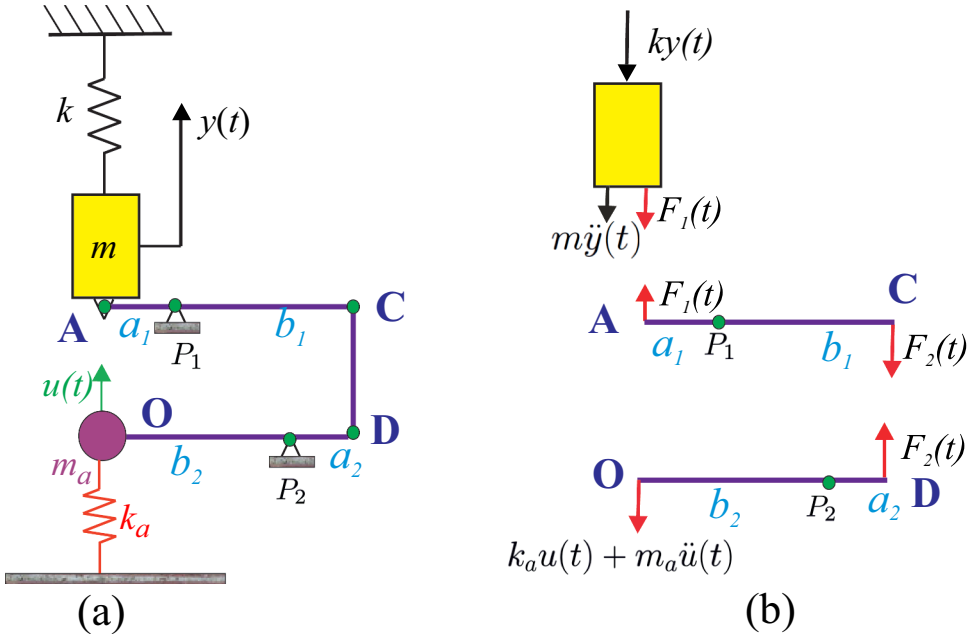 k
y(t)
m
A
a₁
P₁
b₁
C
u(t)
O
mₐ
b₂
P₂
a₂
D
kₐ
(a)
ky(t)
mÿ(t)
F₁(t)
A
F₁(t)
a₁
P₁
b₁
C
F₂(t)
O
b₂
P₂
a₂
D
F₂(t)
kₐu(t) + mₐü(t)
(b)